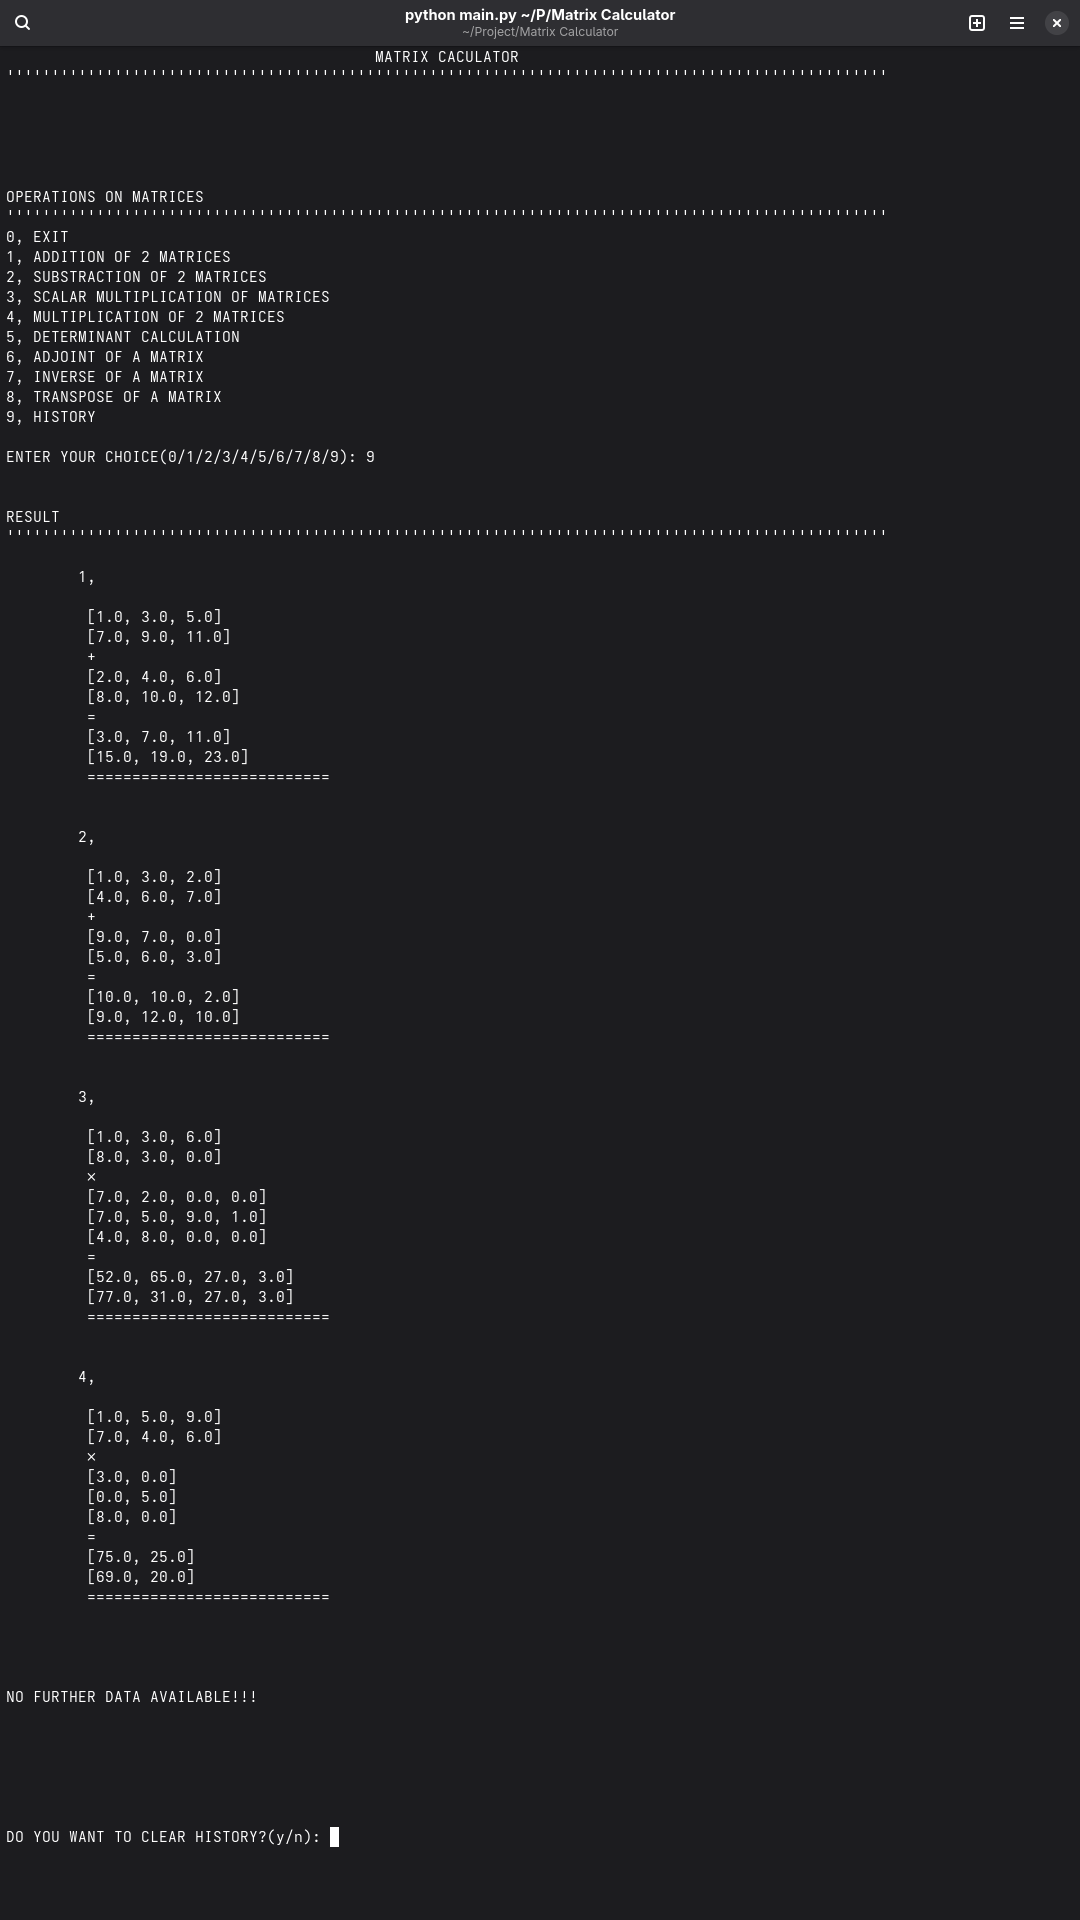 python main.py ~/P/Matrix Calculator
~/Project/Matrix Calculator
MATRIX CACULATOR
''''''''''''''''''''''''''''''''''''''''''''''''''''''''''''''''''''''''''''''''''''''''''''''''''
OPERATIONS ON MATRICES
''''''''''''''''''''''''''''''''''''''''''''''''''''''''''''''''''''''''''''''''''''''''''''''''''
0, EXIT
1, ADDITION OF 2 MATRICES
2, SUBSTRACTION OF 2 MATRICES
3, SCALAR MULTIPLICATION OF MATRICES
4, MULTIPLICATION OF 2 MATRICES
5, DETERMINANT CALCULATION
6, ADJOINT OF A MATRIX
7, INVERSE OF A MATRIX
8, TRANSPOSE OF A MATRIX
9, HISTORY
ENTER YOUR CHOICE(0/1/2/3/4/5/6/7/8/9): 9
RESULT
''''''''''''''''''''''''''''''''''''''''''''''''''''''''''''''''''''''''''''''''''''''''''''''''''
1,
[1.0, 3.0, 5.0]
[7.0, 9.0, 11.0]
+
[2.0, 4.0, 6.0]
[8.0, 10.0, 12.0]
=
[3.0, 7.0, 11.0]
[15.0, 19.0, 23.0]
===========================
2,
[1.0, 3.0, 2.0]
[4.0, 6.0, 7.0]
+
[9.0, 7.0, 0.0]
[5.0, 6.0, 3.0]
=
[10.0, 10.0, 2.0]
[9.0, 12.0, 10.0]
===========================
3,
[1.0, 3.0, 6.0]
[8.0, 3.0, 0.0]
×
[7.0, 2.0, 0.0, 0.0]
[7.0, 5.0, 9.0, 1.0]
[4.0, 8.0, 0.0, 0.0]
=
[52.0, 65.0, 27.0, 3.0]
[77.0, 31.0, 27.0, 3.0]
===========================
4,
[1.0, 5.0, 9.0]
[7.0, 4.0, 6.0]
×
[3.0, 0.0]
[0.0, 5.0]
[8.0, 0.0]
=
[75.0, 25.0]
[69.0, 20.0]
===========================
NO FURTHER DATA AVAILABLE!!!
DO YOU WANT TO CLEAR HISTORY?(y/n):